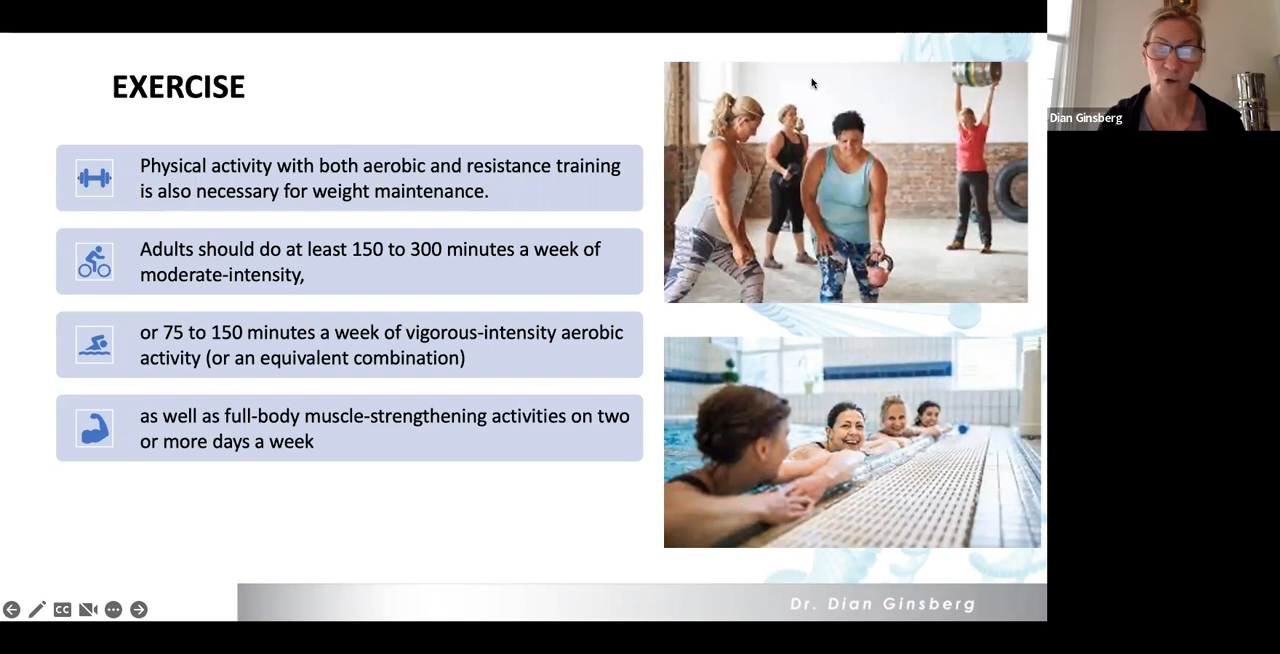 EXERCISE
Physical activity with both aerobic and resistance training
is also necessary for weight maintenance.
Adults should do at least 150 to 300 minutes a week of
moderate-intensity,
or 75 to 150 minutes a week of vigorous-intensity aerobic
activity (or an equivalent combination)
as well as full-body muscle-strengthening activities on two
or more days a week
Dian Ginsberg
CC
Dr. Dian Ginsberg